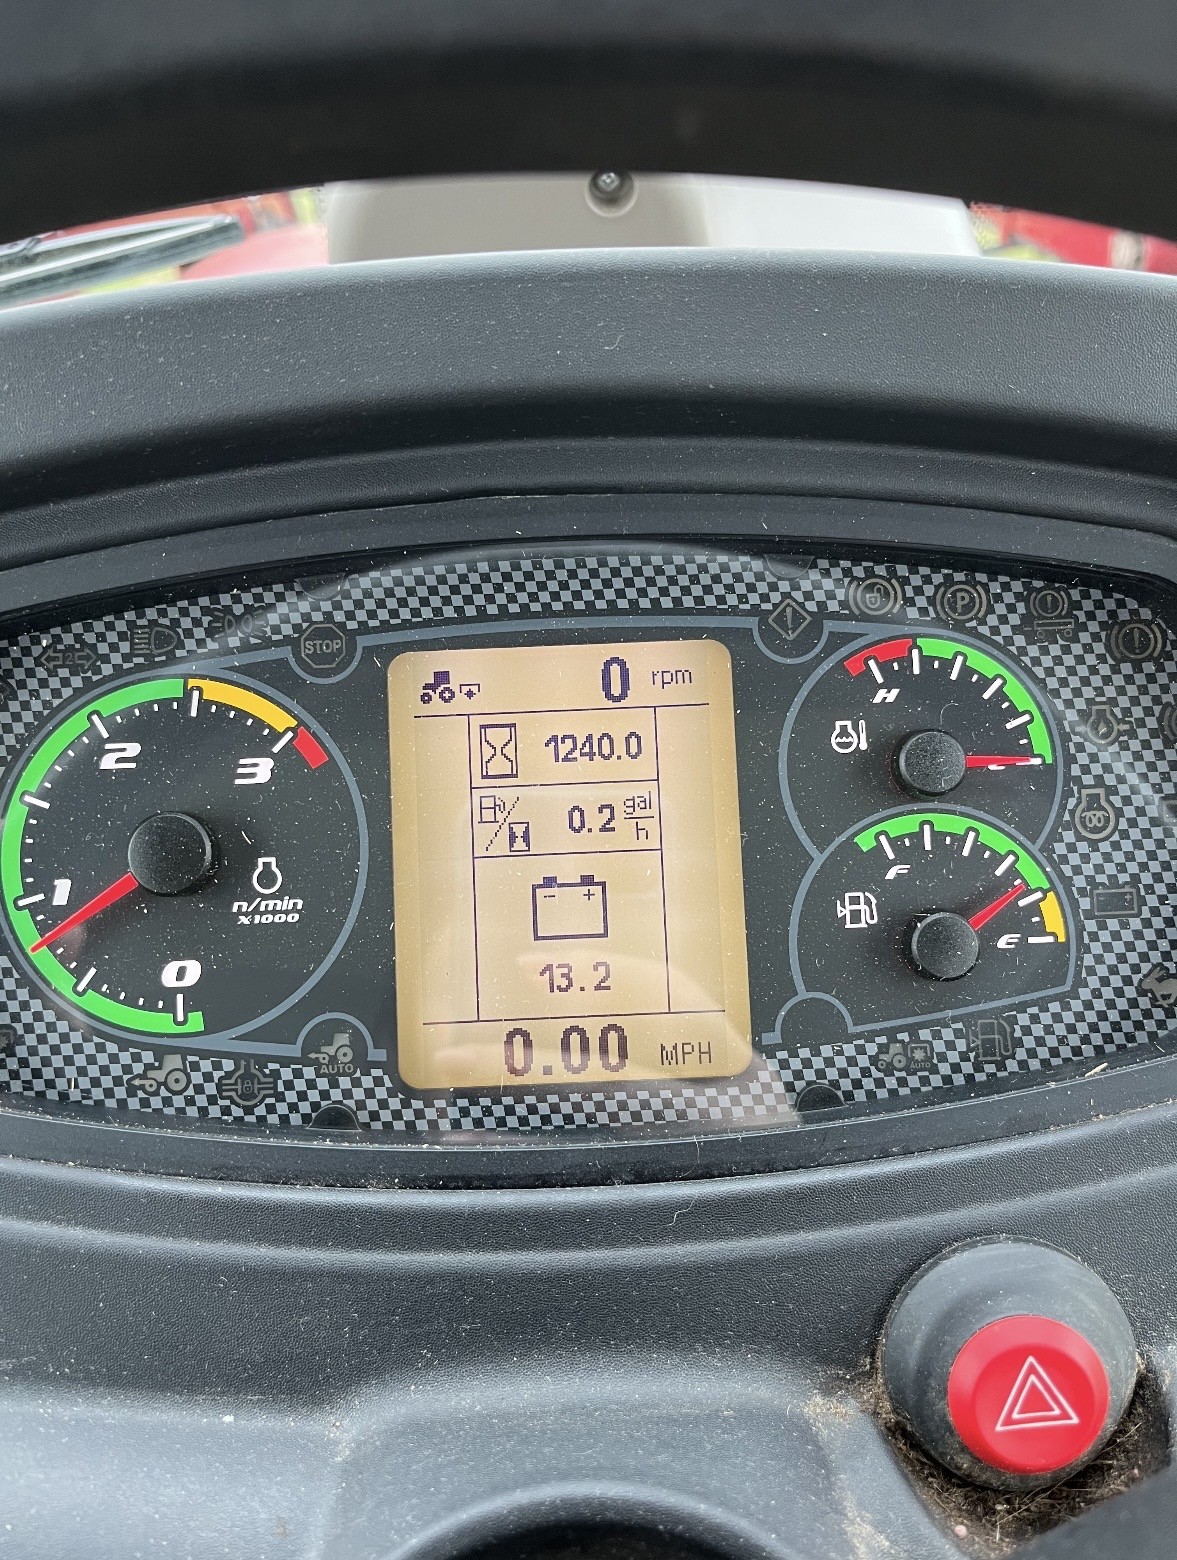 STOP
P
2
3
1
0
n/min
X1000
0 rpm
1240.0
0.2 gal
h
- +
13.2
0.00 MPH
H
F
E
AUTO
AUTO